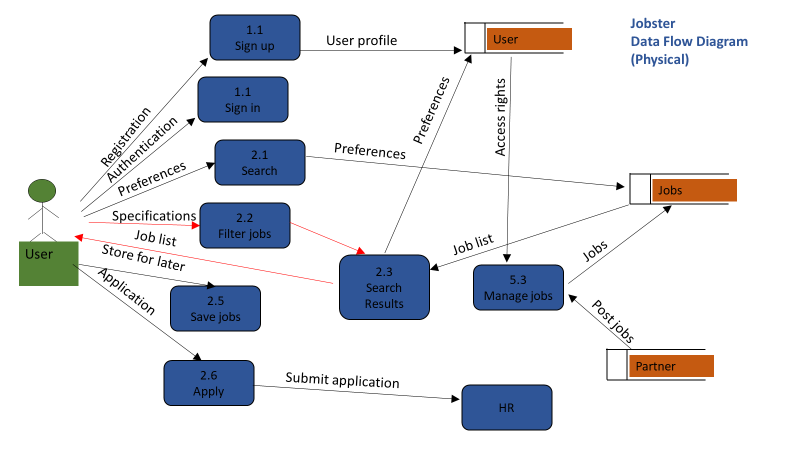 Jobster
Data Flow Diagram
(Physical)
1.1
Sign up
User profile
User
1.1
Sign in
Registration
Authentication
Preferences
2.1
Search
Preferences
Preferences
Access rights
Jobs
Specifications
2.2
Filter jobs
Job list
Store for later
User
Application
2.3
Search
Results
Job list
5.3
Manage jobs
Jobs
2.5
Save jobs
Post jobs
Partner
2.6
Apply
Submit application
HR